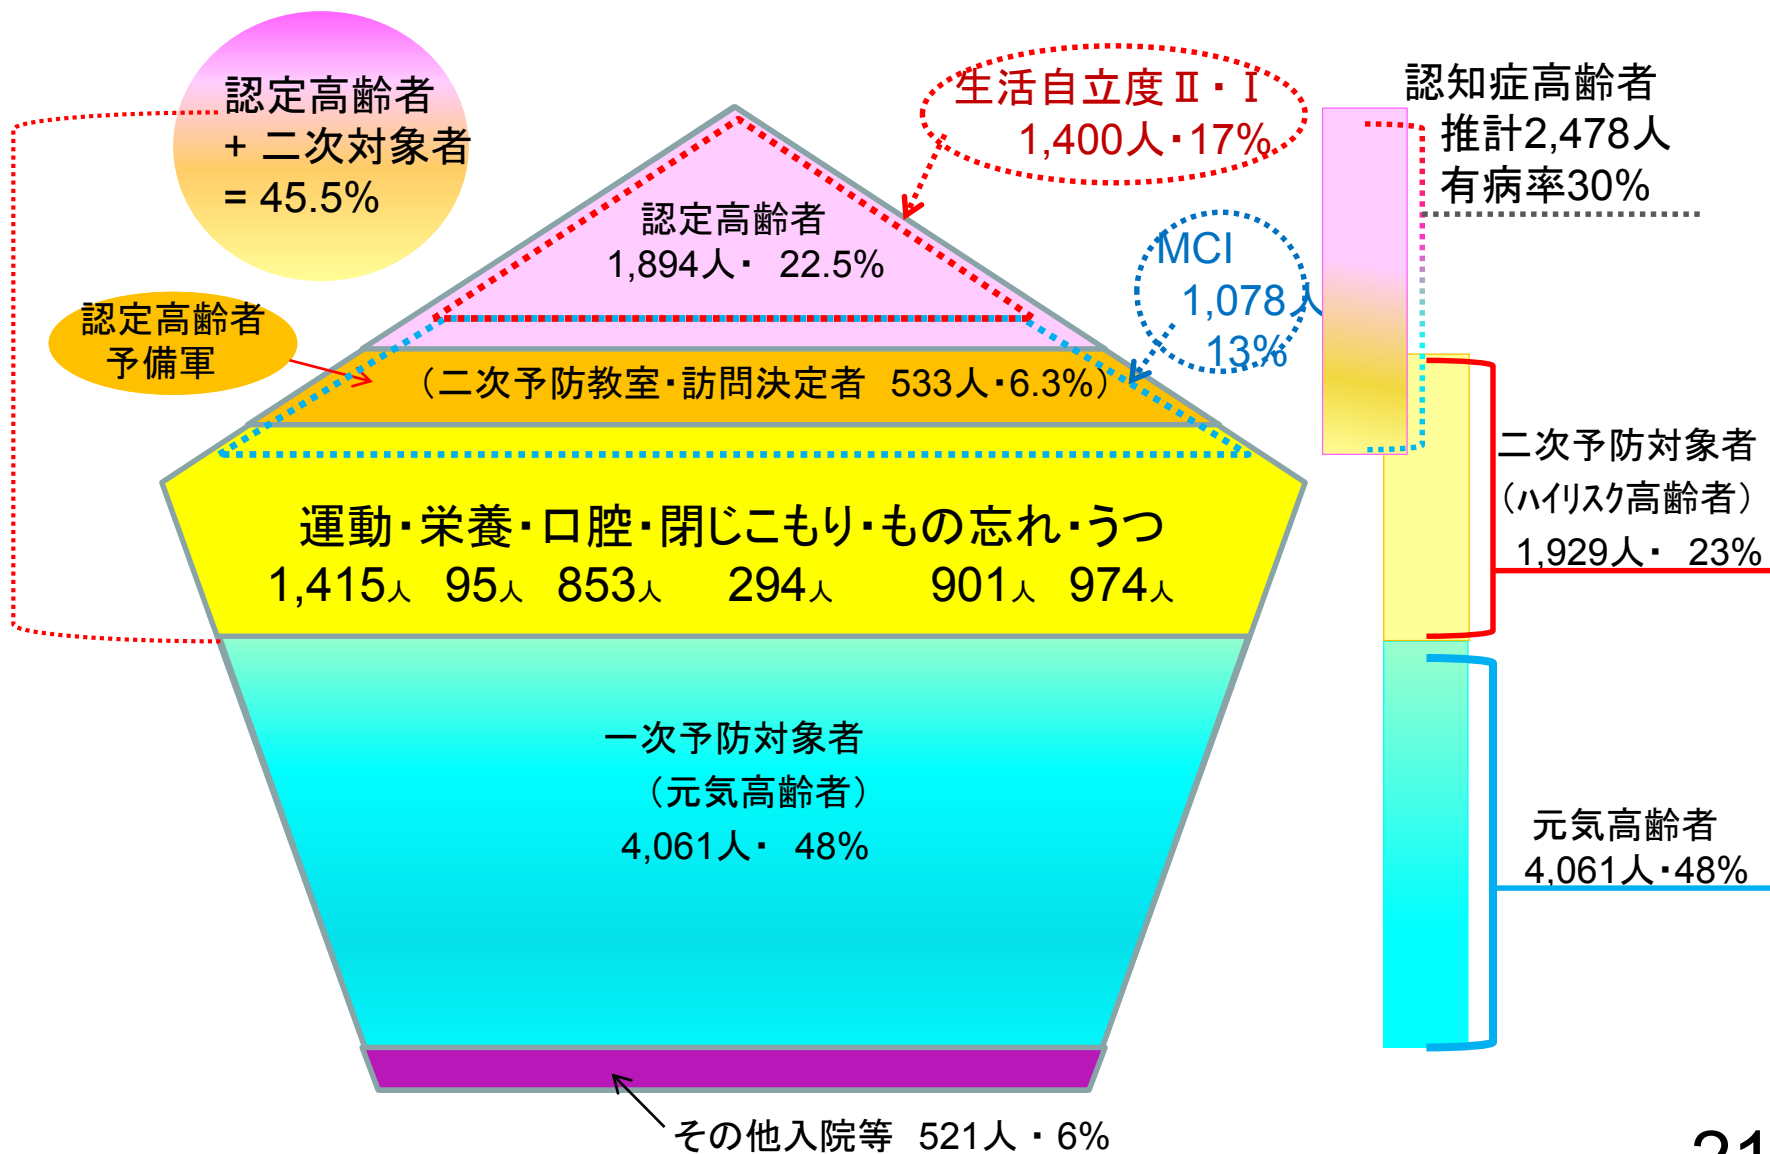 認定高齢者
+ 二次対象者
= 45.5%
認定高齢者
予備軍
生活自立度Ⅱ・Ⅰ
1,400人・17%
認知症高齢者
推計2,478人
有病率30%
認定高齢者
1,894人・ 22.5%
MCI
1,078人
13%
（二次予防教室・訪問決定者 533人・6.3%）
運動・栄養・口腔・閉じこもり・もの忘れ・うつ
1,415人 95人 853人 294人 901人 974人
二次予防対象者
（ハイリスク高齢者）
1,929人・ 23%
一次予防対象者
（元気高齢者）
4,061人・ 48%
元気高齢者
4,061人・48%
その他入院等 521人・6%
21